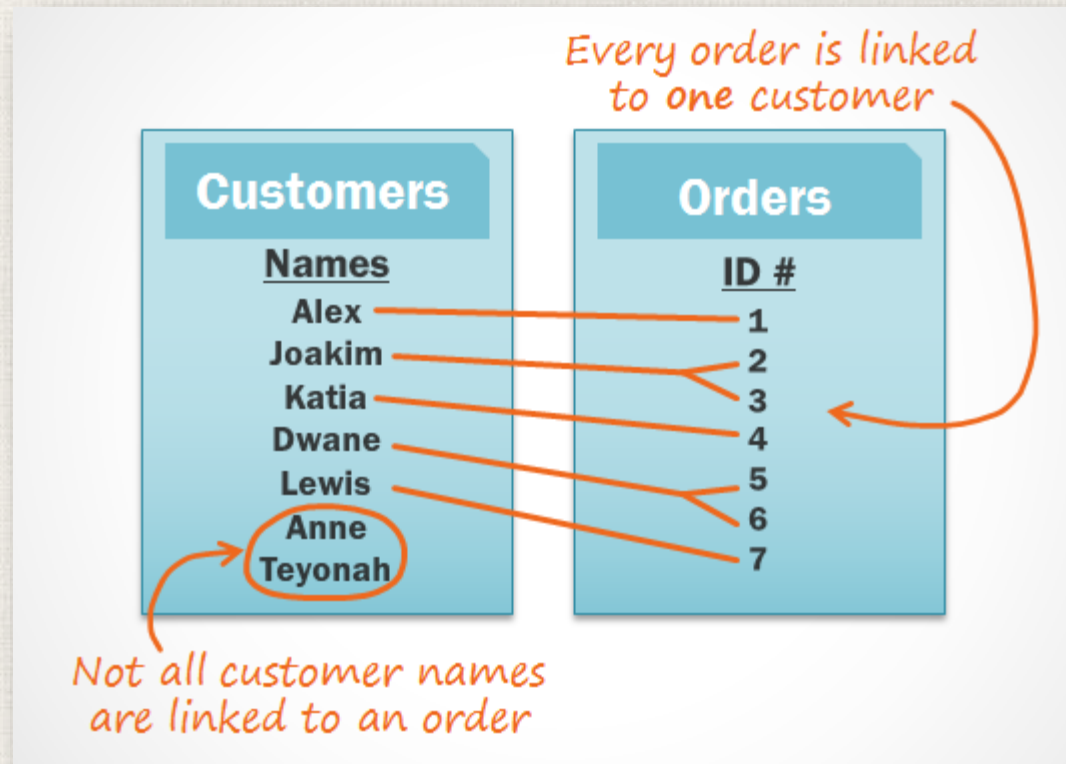 Every order is linked
to one customer
Customers
Names
Alex
Joakim
Katia
Dwane
Lewis
Anne
Teyonah
Orders
ID #
1
2
3
4
5
6
7
Not all customer names
are linked to an order